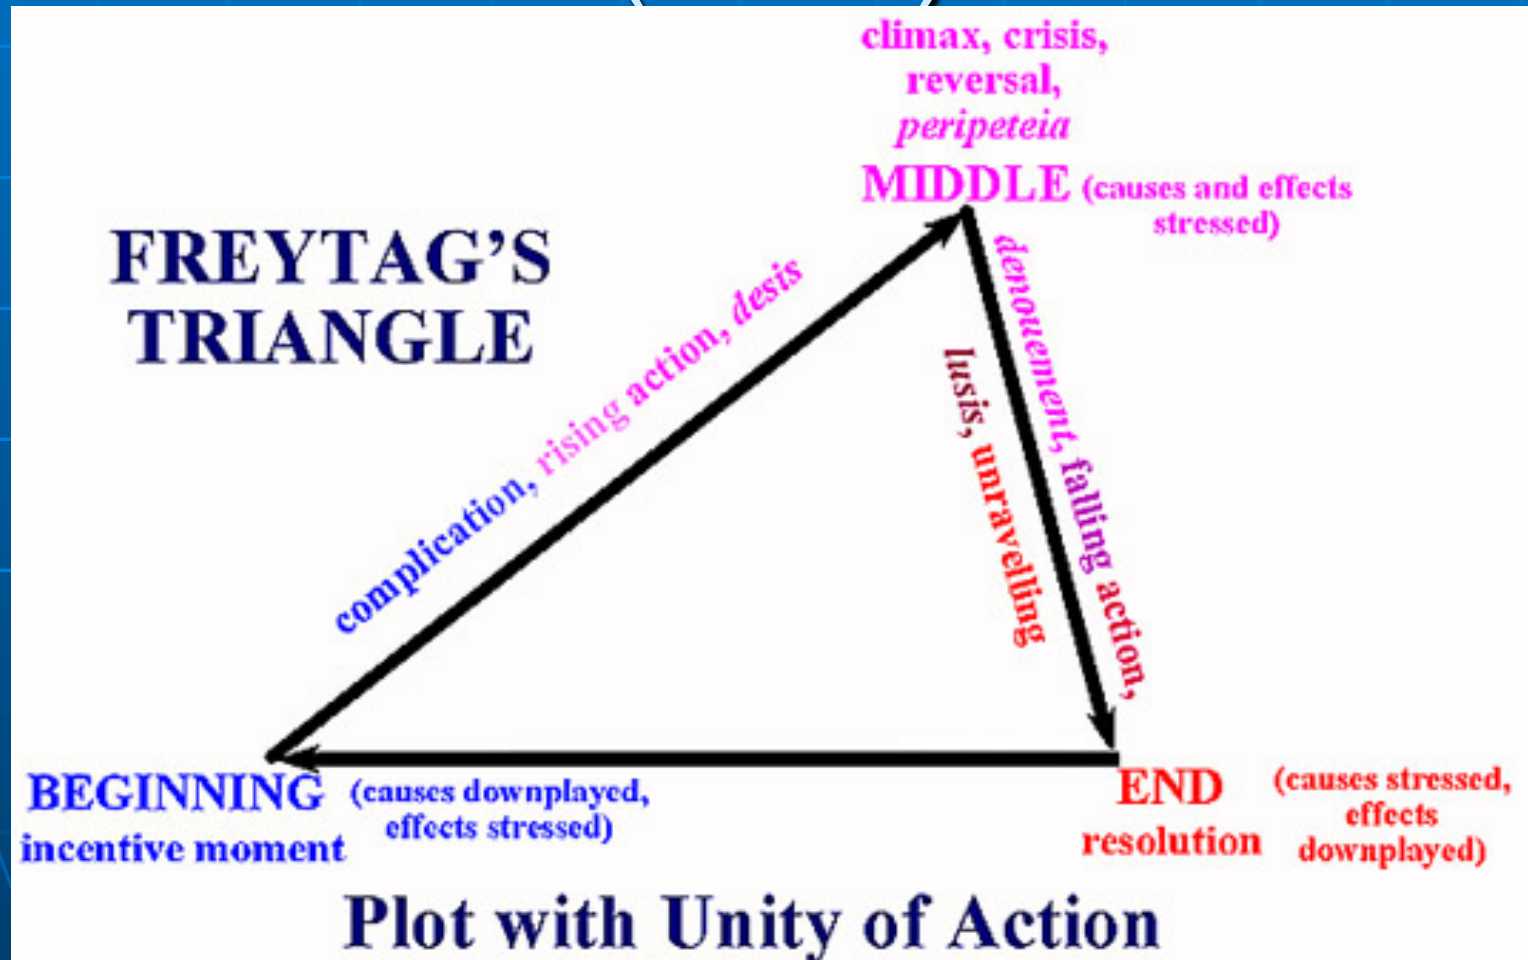 climax, crisis,
reversal,
peripeteia
MIDDLE (causes and effects
stressed)
FREYTAG’S
TRIANGLE
complication, rising action, desis
denouement, falling action,
lusis, unravelling
BEGINNING (causes downplayed,
effects stressed)
incentive moment
END (causes stressed,
effects
downplayed)
resolution
Plot with Unity of Action